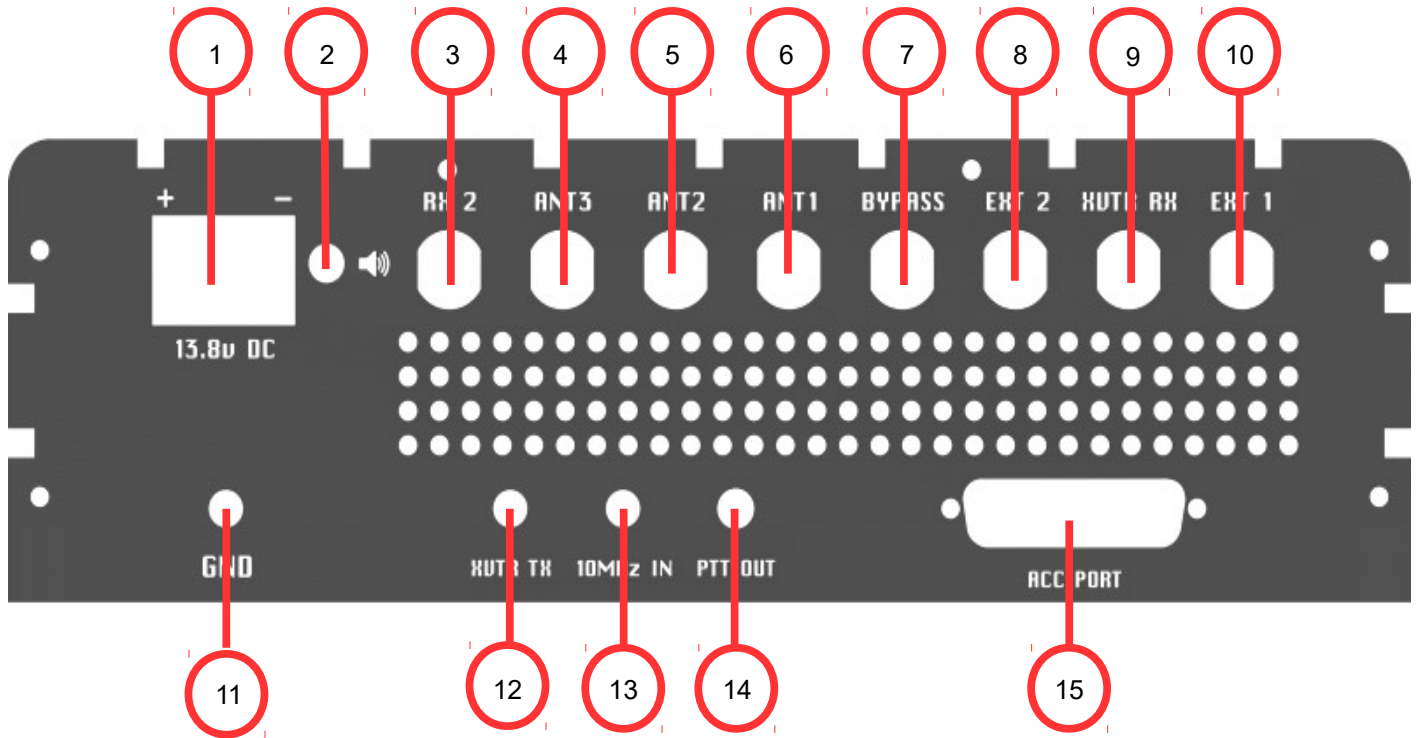 1 2 3 4 5 6 7 8 9 10
+ −
RX 2 ANT3 ANT2 ANT1 BYPASS EXT 2 XVTR RX EXT 1
13.8v DC
GND XVTR TX 10MHz IN PTT OUT ACC PORT
11 12 13 14 15